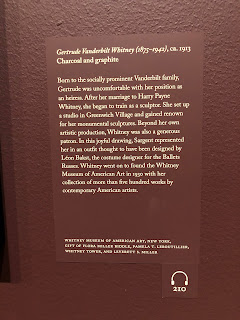 Gertrude Vanderbilt Whitney (1875–1942), ca. 1913
Charcoal and graphite
Born to the socially prominent Vanderbilt family,
Gertrude was uncomfortable with her position as
an heiress. After her marriage to Harry Payne
Whitney, she began to train as a sculptor. She set up
a studio in Greenwich Village and gained renown
for her monumental sculptures. Beyond her own
artistic production, Whitney was also a generous
patron. In this joyful drawing, Sargent represented
her in an outfit thought to have been designed by
Léon Bakst, the costume designer for the Ballets
Russes. Whitney went on to found the Whitney
Museum of American Art in 1930 with her
collection of more than five hundred works by
contemporary American artists.
WHITNEY MUSEUM OF AMERICAN ART, NEW YORK,
GIFT OF FLORA MILLER BIDDLE, PAMELA T. LEBOUTILLIER,
WHITNEY TOWER, AND LEVERETT S. MILLER
210